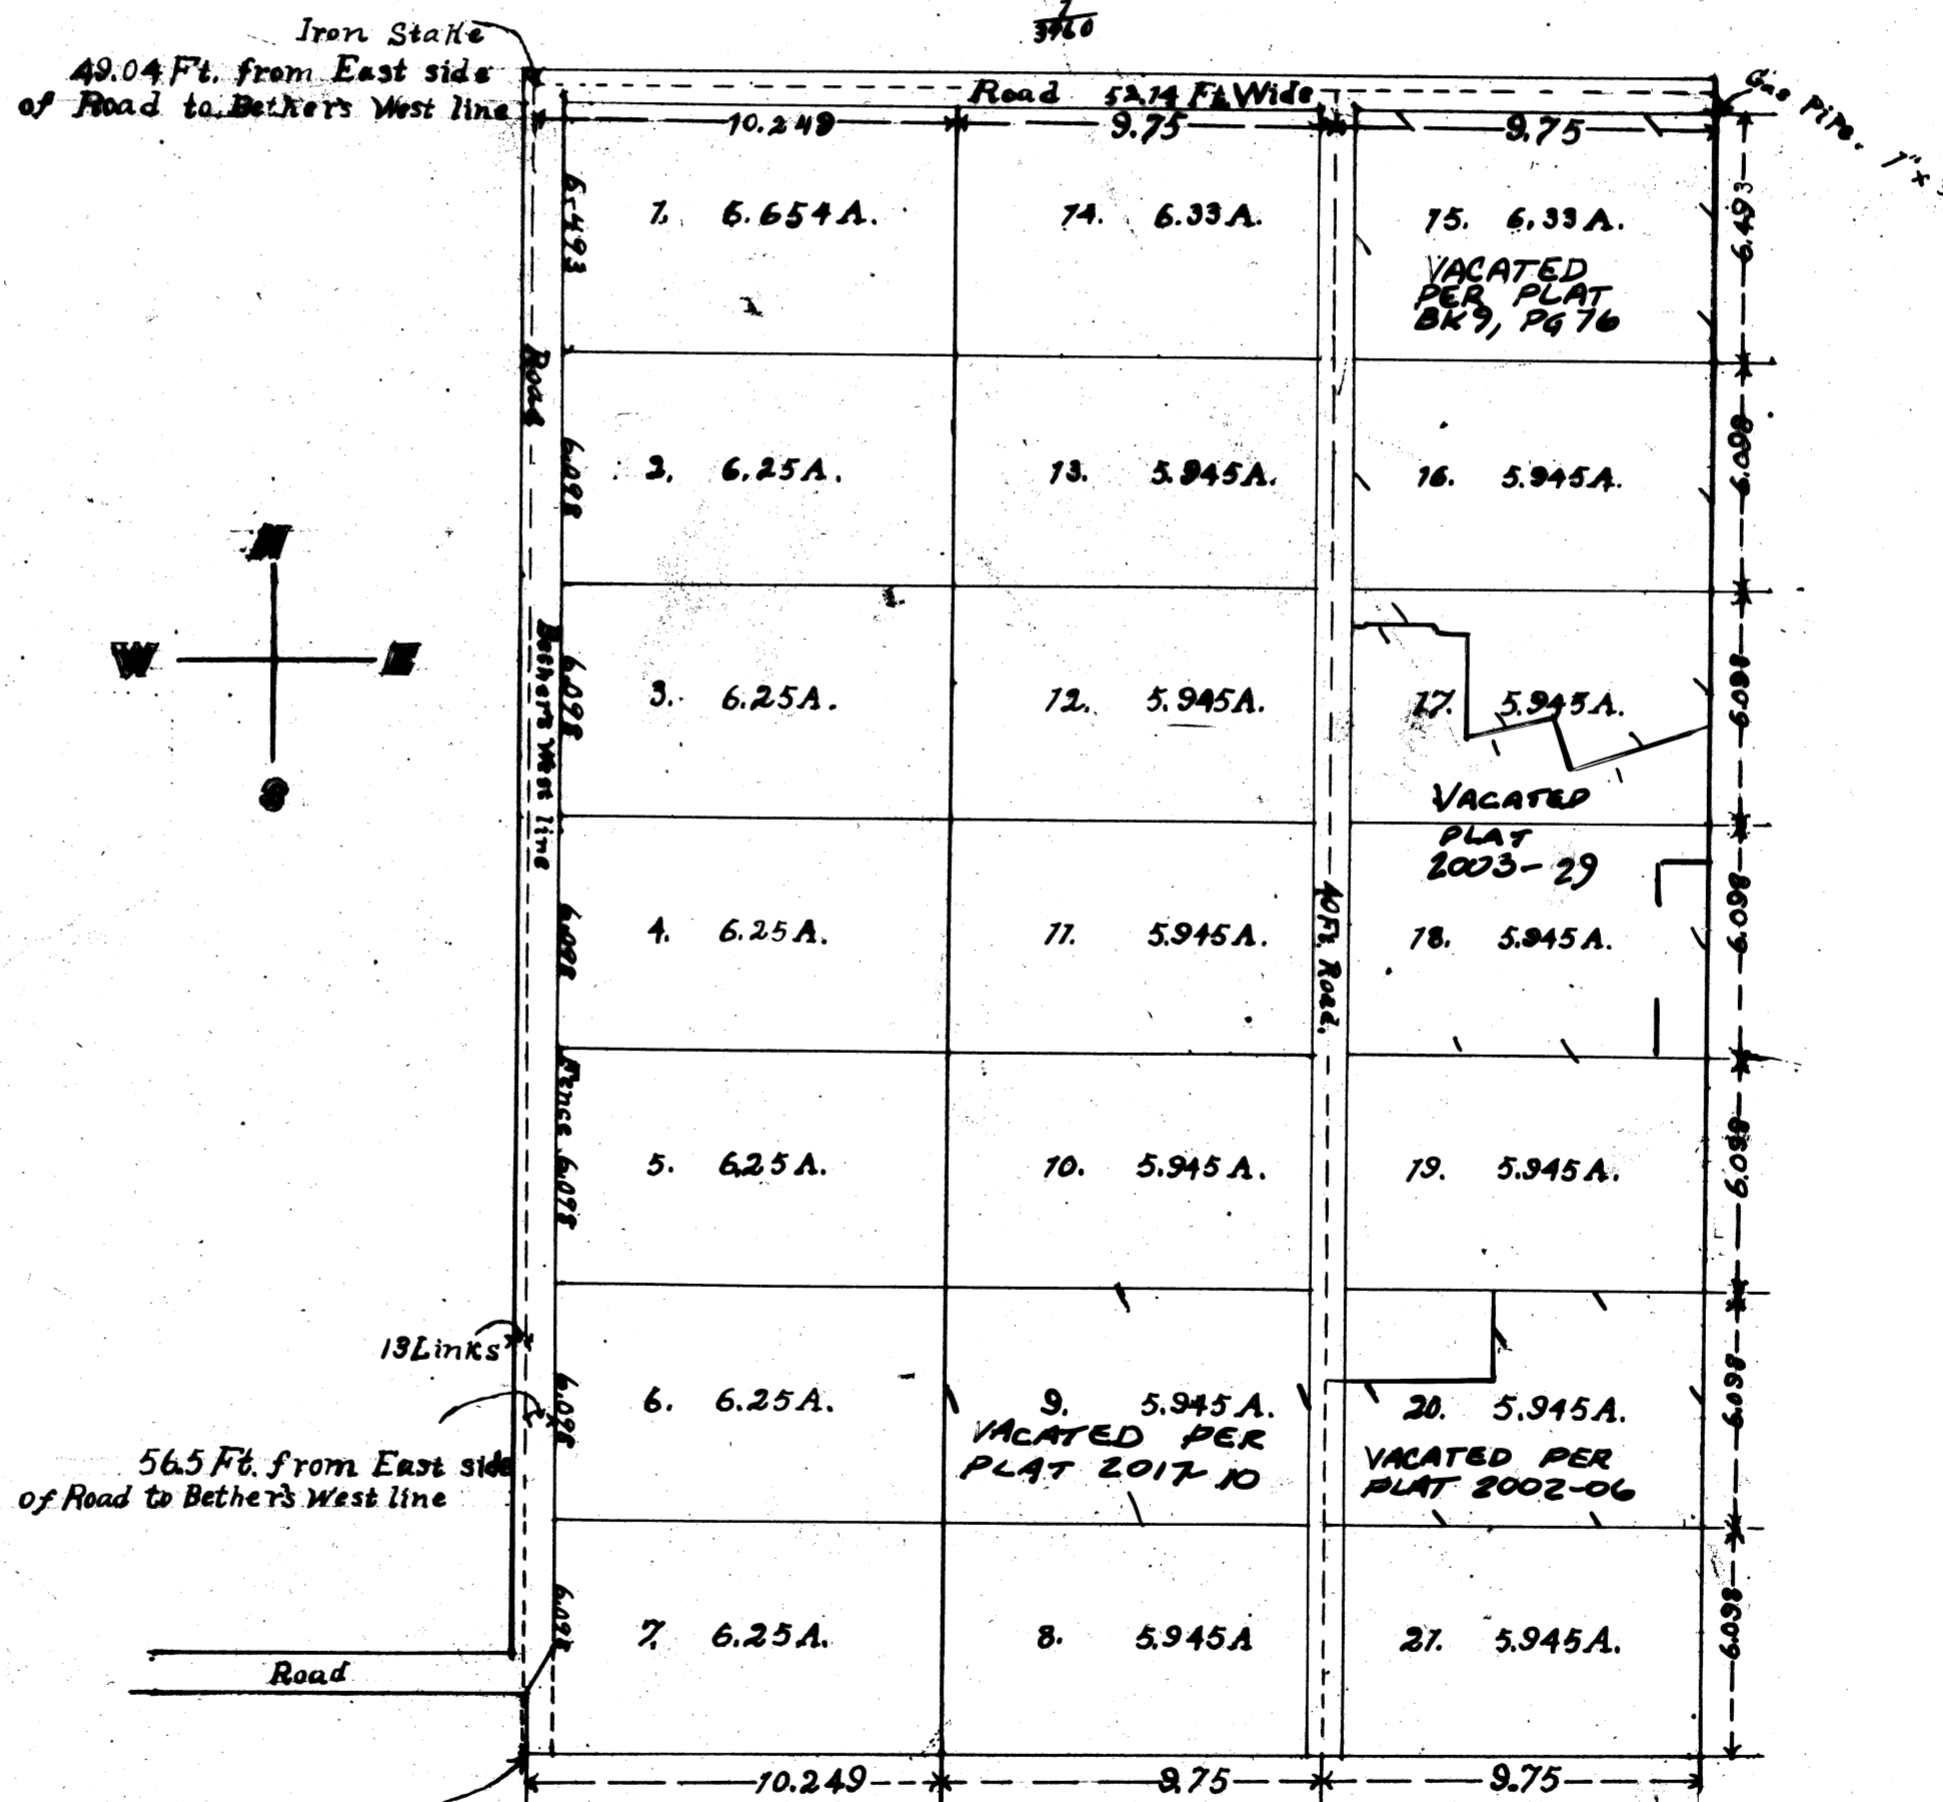 1
3960
Iron Stake
49.04 Ft. from East side
of Road to Bether's West line
Road 52.14 Ft. Wide
Gas Pipe. 1" x
10.249 9.75 9.75
6.493
1. 6.654 A. 14. 6.33 A. 15. 6.33 A.
VACATED
PER PLAT
BK 9, PG 76
6.493
Road
6.098
2. 6.25 A. 13. 5.945 A. 16. 5.945 A.
6.098
N
W E
S
Bether's West line
6.098
3. 6.25 A. 12. 5.945 A. 17. 5.945 A.
6.098
VACATED
PLAT
2003-29
6.098
4. 6.25 A. 11. 5.945 A. 18. 5.945 A.
6.098
40 Ft. Road.
Fence 6.098
5. 6.25 A. 10. 5.945 A. 19. 5.945 A.
6.098
13 Links
6.098
6. 6.25 A. 9. 5.945 A. 20. 5.945 A.
VACATED PER
PLAT 2017-10
VACATED PER
PLAT 2002-06
6.098
56.5 Ft. from East side
of Road to Bether's West line
6.098
7. 6.25 A. 8. 5.945 A 21. 5.945 A.
6.098
Road
10.249 9.75 9.75